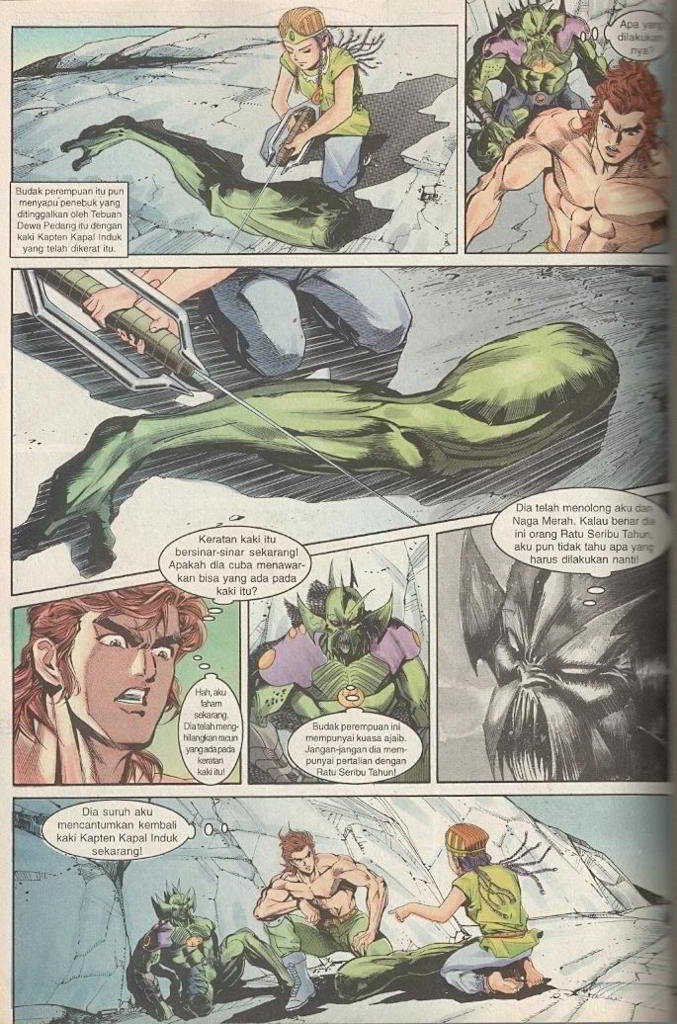 Budak perempuan itu pun
menyapu penebuk yang
ditinggalkan oleh Tebuan
Dewa Pedang itu dengan
kaki Kapten Kapal Induk
yang telah dikerat itu.
Apa yang
dilakukan-
nya?
Keratan kaki itu
bersinar-sinar sekarang!
Apakah dia cuba menawar-
kan bisa yang ada pada
kaki itu?
Dia telah menolong aku dan
Naga Merah. Kalau benar dia
ini orang Ratu Seribu Tahun,
aku pun tidak tahu apa yang
harus dilakukan nanti!
Hah, aku
faham
sekarang.
Dia telah meng-
hilangkan racun
yang ada pada
keratan
kaki itu!
Budak perempuan ini
mempunyai kuasa ajaib.
Jangan-jangan dia mem-
punyai pertalian dengan
Ratu Seribu Tahun!
Dia suruh aku
mencantumkan kembali
kaki Kapten Kapal Induk
sekarang!